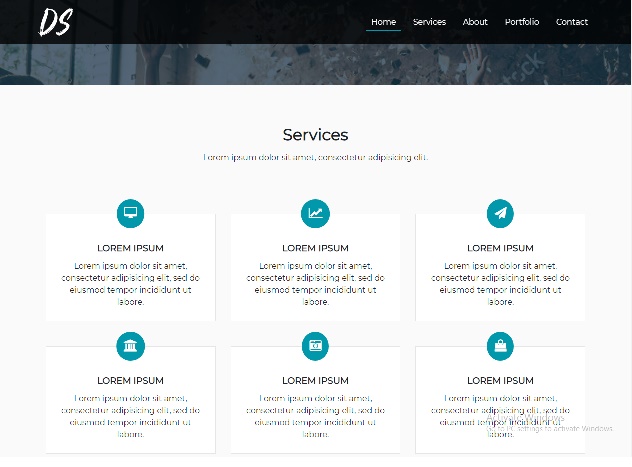 DS
Home Services About Portfolio Contact
Services
Lorem ipsum dolor sit amet, consectetur adipisicing elit.
LOREM IPSUM
Lorem ipsum dolor sit amet,
consectetur adipisicing elit, sed do
eiusmod tempor incididunt ut
labore.
LOREM IPSUM
Lorem ipsum dolor sit amet,
consectetur adipisicing elit, sed do
eiusmod tempor incididunt ut
labore.
LOREM IPSUM
Lorem ipsum dolor sit amet,
consectetur adipisicing elit, sed do
eiusmod tempor incididunt ut
labore.
LOREM IPSUM
Lorem ipsum dolor sit amet,
consectetur adipisicing elit, sed do
eiusmod tempor incididunt ut
labore.
LOREM IPSUM
Lorem ipsum dolor sit amet,
consectetur adipisicing elit, sed do
eiusmod tempor incididunt ut
labore.
LOREM IPSUM
Lorem ipsum dolor sit amet,
consectetur adipisicing elit, sed do
eiusmod tempor incididunt ut
labore.
Activate Windows
Go to PC settings to activate Windows.